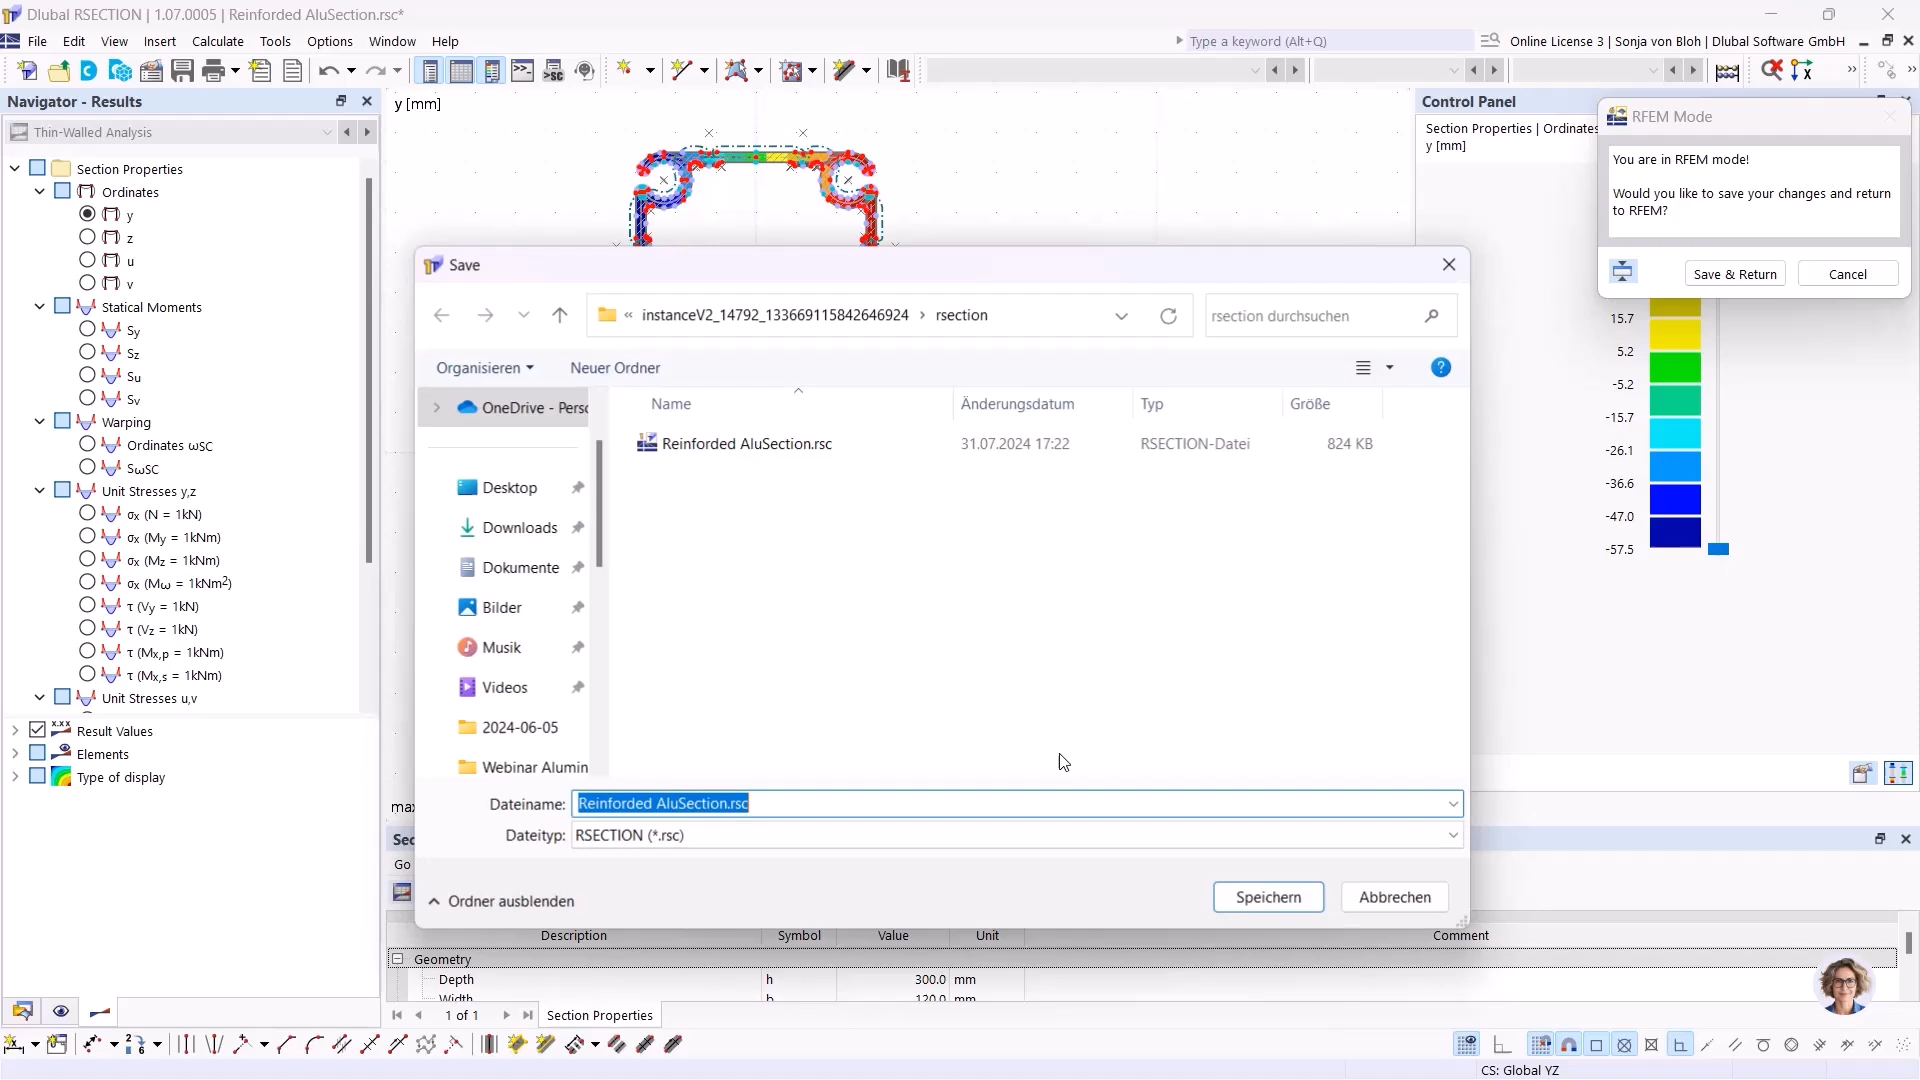 Dlubal RSECTION | 1.07.0005 | Reinforded AluSection.rsc*
File Edit View Insert Calculate Tools Options Window Help
Type a keyword (Alt+Q)
Online License 3 | Sonja von Bloh | Dlubal Software GmbH
Navigator - Results
Thin-Walled Analysis
Section Properties
Ordinates
y
z
u
v
Statical Moments
Sy
Sz
Su
Sv
Warping
Ordinates ωSC
SωSC
Unit Stresses y,z
σx (N = 1kN)
σx (My = 1kNm)
σx (Mz = 1kNm)
σx (Mω = 1kNm2)
τ (Vy = 1kN)
τ (Vz = 1kN)
τ (Mx,p = 1kNm)
τ (Mx,s = 1kNm)
Unit Stresses u,v
Result Values
Elements
Type of display
y [mm]
Control Panel
Section Properties | Ordinates
y [mm]
RFEM Mode
You are in RFEM mode!
Would you like to save your changes and return
to RFEM?
Save & Return
Cancel
15.7
5.2
-5.2
-15.7
-26.1
-36.6
-47.0
-57.5
Save
« instanceV2_14792_133669115842646924 › rsection
rsection durchsuchen
Organisieren
Neuer Ordner
OneDrive - Perso
Desktop
Downloads
Dokumente
Bilder
Musik
Videos
2024-06-05
Webinar Alumin
Name Änderungsdatum Typ Größe
Reinforded AluSection.rsc 31.07.2024 17:22 RSECTION-Datei 824 KB
Dateiname: Reinforded AluSection.rsc
Dateityp: RSECTION (*.rsc)
Ordner ausblenden
Speichern
Abbrechen
max
Sec
Go
Description Symbol Value Unit Comment
Geometry
Depth h 300.0 mm
Width b 120.0 mm
1 of 1
Section Properties
CS: Global YZ